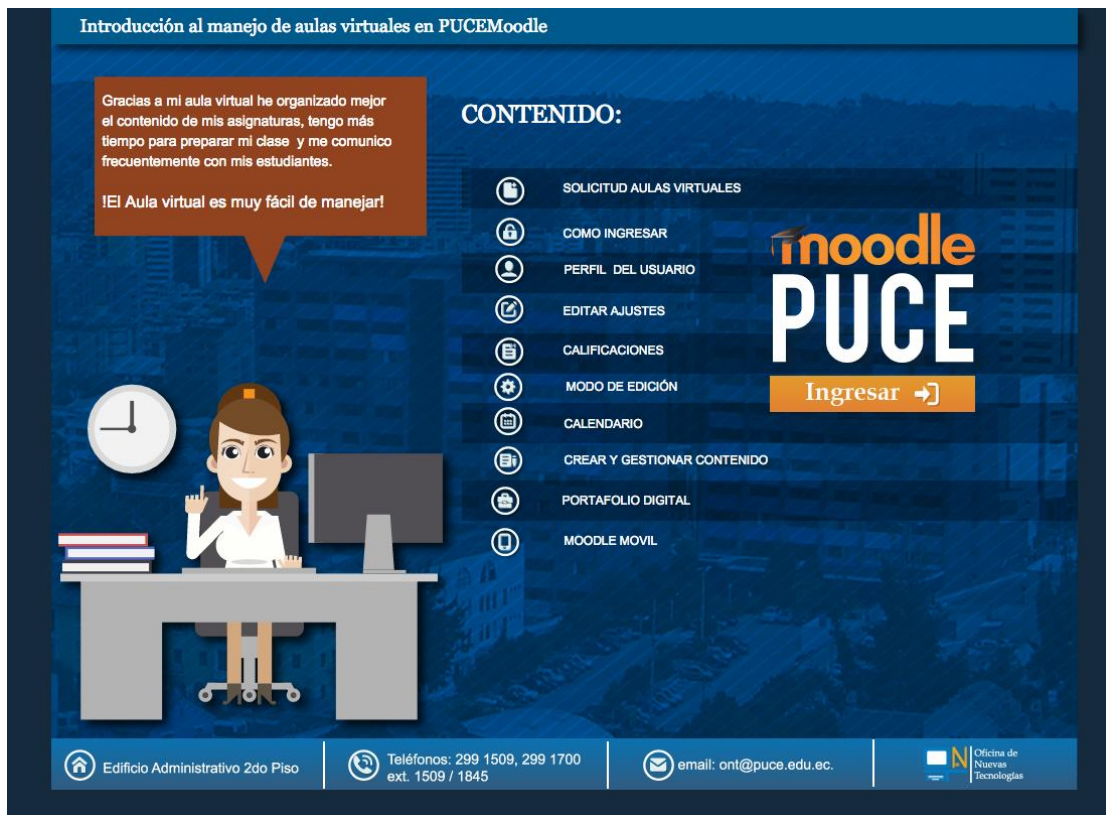 Introducción al manejo de aulas virtuales en PUCEMoodle
Gracias a mi aula virtual he organizado mejor
el contenido de mis asignaturas, tengo más
tiempo para preparar mi clase y me comunico
frecuentemente con mis estudiantes.
!El Aula virtual es muy fácil de manejar!
CONTENIDO:
SOLICITUD AULAS VIRTUALES
COMO INGRESAR
PERFIL DEL USUARIO
EDITAR AJUSTES
CALIFICACIONES
MODO DE EDICIÓN
CALENDARIO
CREAR Y GESTIONAR CONTENIDO
PORTAFOLIO DIGITAL
MOODLE MOVIL
moodle
PUCE
Ingresar
Edificio Administrativo 2do Piso
Teléfonos: 299 1509, 299 1700
ext. 1509 / 1845
email: ont@puce.edu.ec.
N
Oficina de
Nuevas
Tecnologías